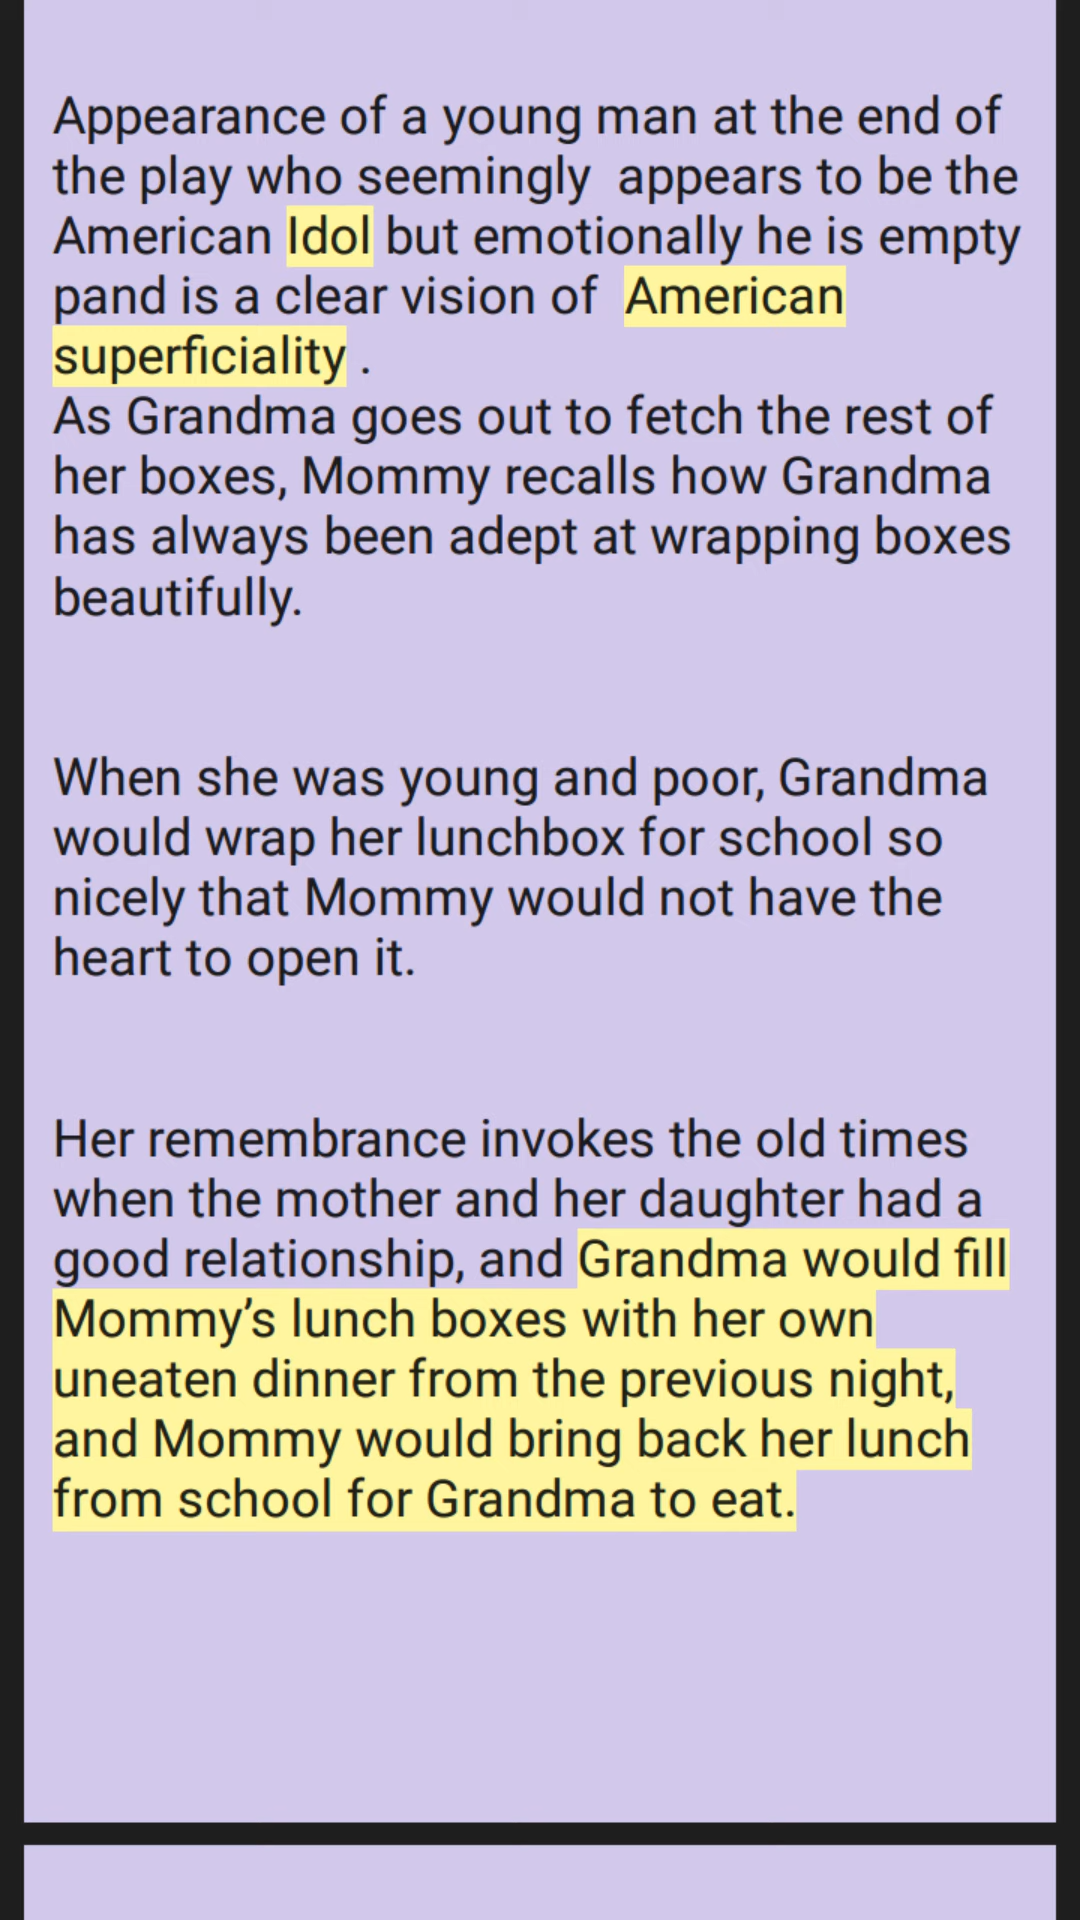 Appearance of a young man at the end of
the play who seemingly  appears to be the
American Idol but emotionally he is empty
pand is a clear vision of  American
superficiality .
As Grandma goes out to fetch the rest of
her boxes, Mommy recalls how Grandma
has always been adept at wrapping boxes
beautifully.
When she was young and poor, Grandma
would wrap her lunchbox for school so
nicely that Mommy would not have the
heart to open it.
Her remembrance invokes the old times
when the mother and her daughter had a
good relationship, and Grandma would fill
Mommy’s lunch boxes with her own
uneaten dinner from the previous night,
and Mommy would bring back her lunch
from school for Grandma to eat.